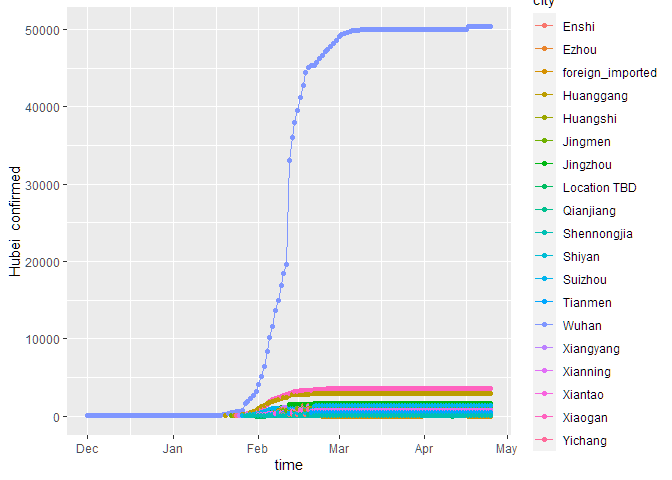 city
50000
40000
30000
20000
10000
0
Hubei confirmed
Dec
Jan
Feb
Mar
Apr
May
time
Enshi
Ezhou
foreign_imported
Huanggang
Huangshi
Jingmen
Jingzhou
Location TBD
Qianjiang
Shennongjia
Shiyan
Suizhou
Tianmen
Wuhan
Xiangyang
Xianning
Xiantao
Xiaogan
Yichang